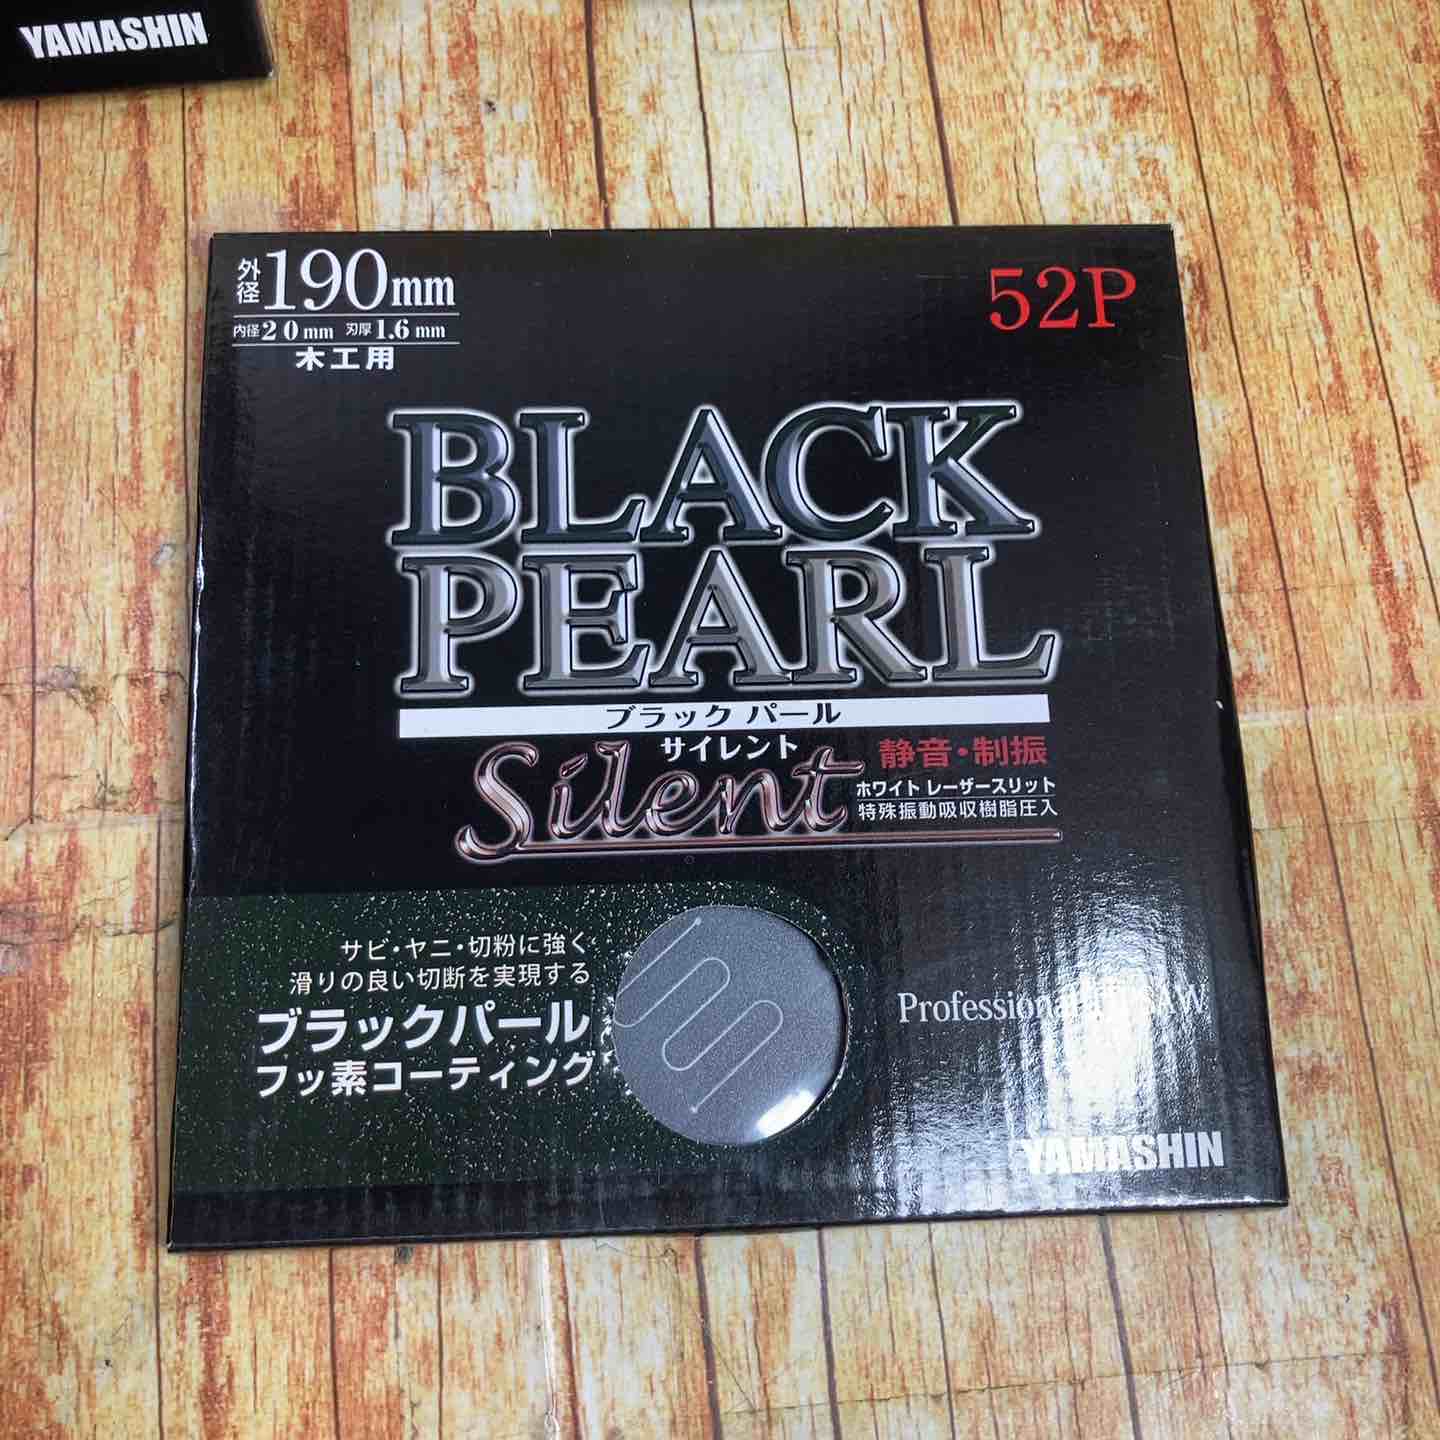 YAMASHIN
外径190mm
内径20mm 刃厚1.6mm
木工用
52P
BLACK
PEARL
ブラック パール
サイレント
Silent
静音・制振
ホワイト レーザースリット
特殊振動吸収樹脂圧入
サビ・ヤニ・切粉に強く
滑りの良い切断を実現する
ブラックパール
フッ素コーティング
Professional
YAMASHIN